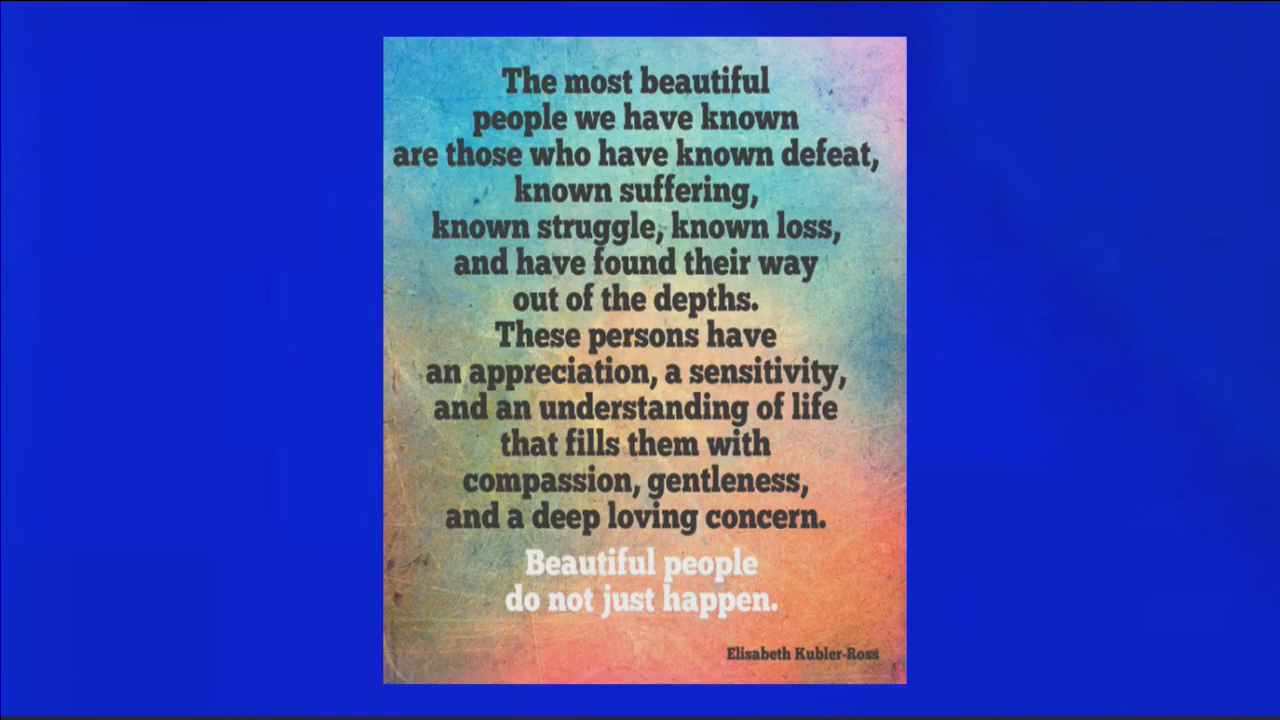 The most beautiful
people we have known
are those who have known defeat,
known suffering,
known struggle, known loss,
and have found their way
out of the depths.
These persons have
an appreciation, a sensitivity,
and an understanding of life
that fills them with
compassion, gentleness,
and a deep loving concern.
Beautiful people
do not just happen.
Elisabeth Kubler-Ross